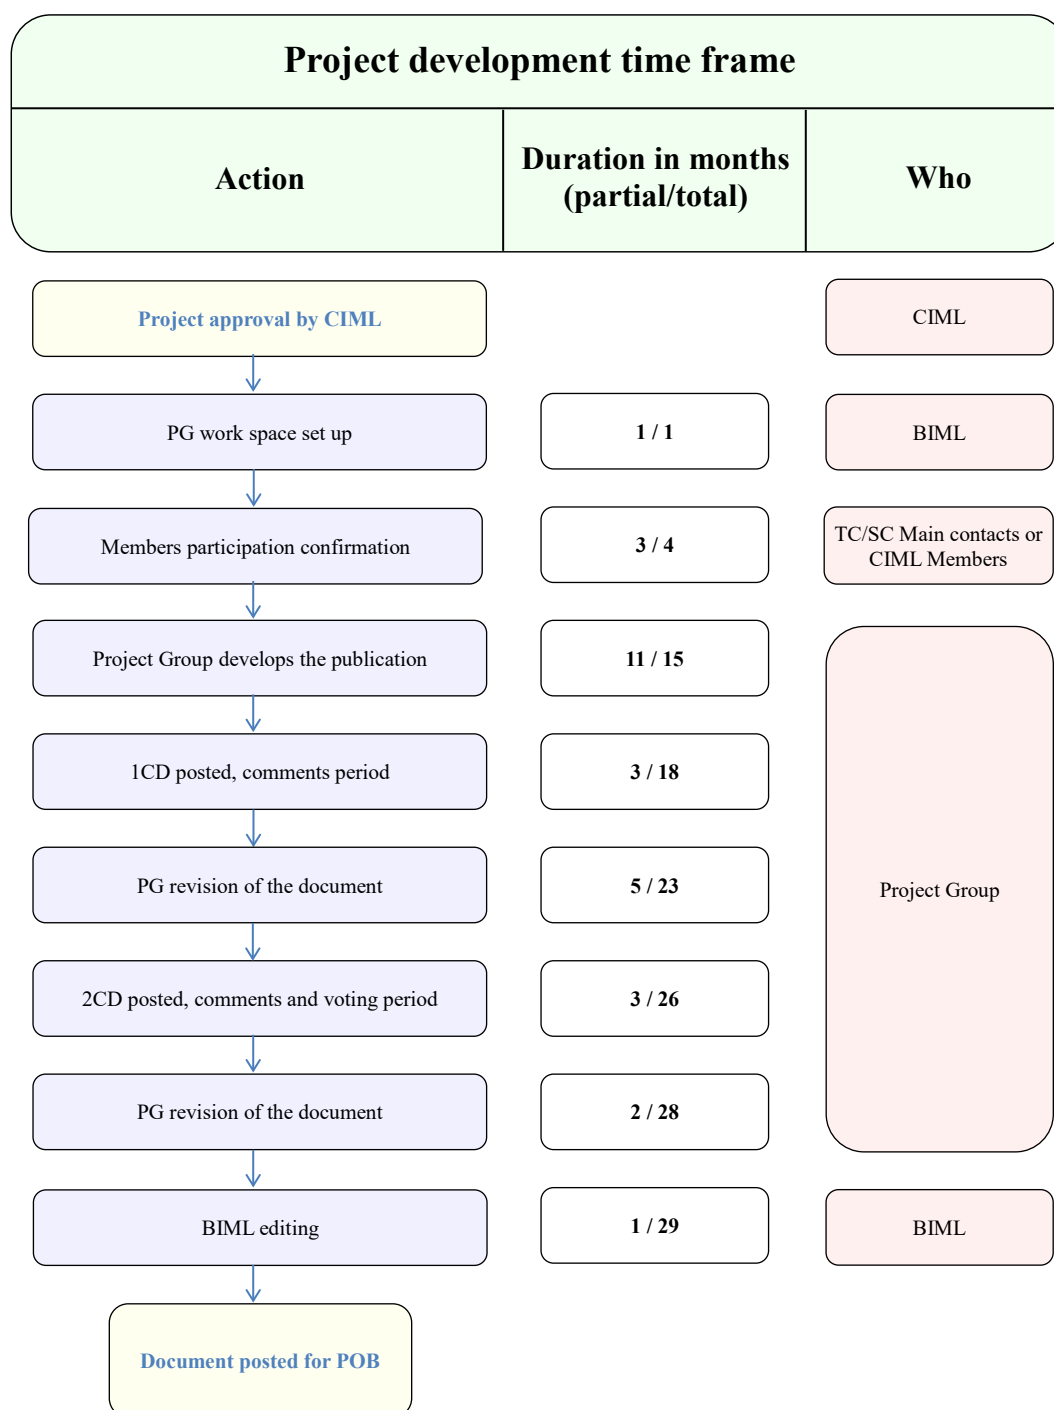 Project development time frame
Action
Duration in months
(partial/total)
Who
Project approval by CIML
CIML
PG work space set up
1 / 1
BIML
Members participation confirmation
3 / 4
TC/SC Main contacts or
CIML Members
Project Group develops the publication
11 / 15
1CD posted, comments period
3 / 18
PG revision of the document
5 / 23
Project Group
2CD posted, comments and voting period
3 / 26
PG revision of the document
2 / 28
BIML editing
1 / 29
BIML
Document posted for POB